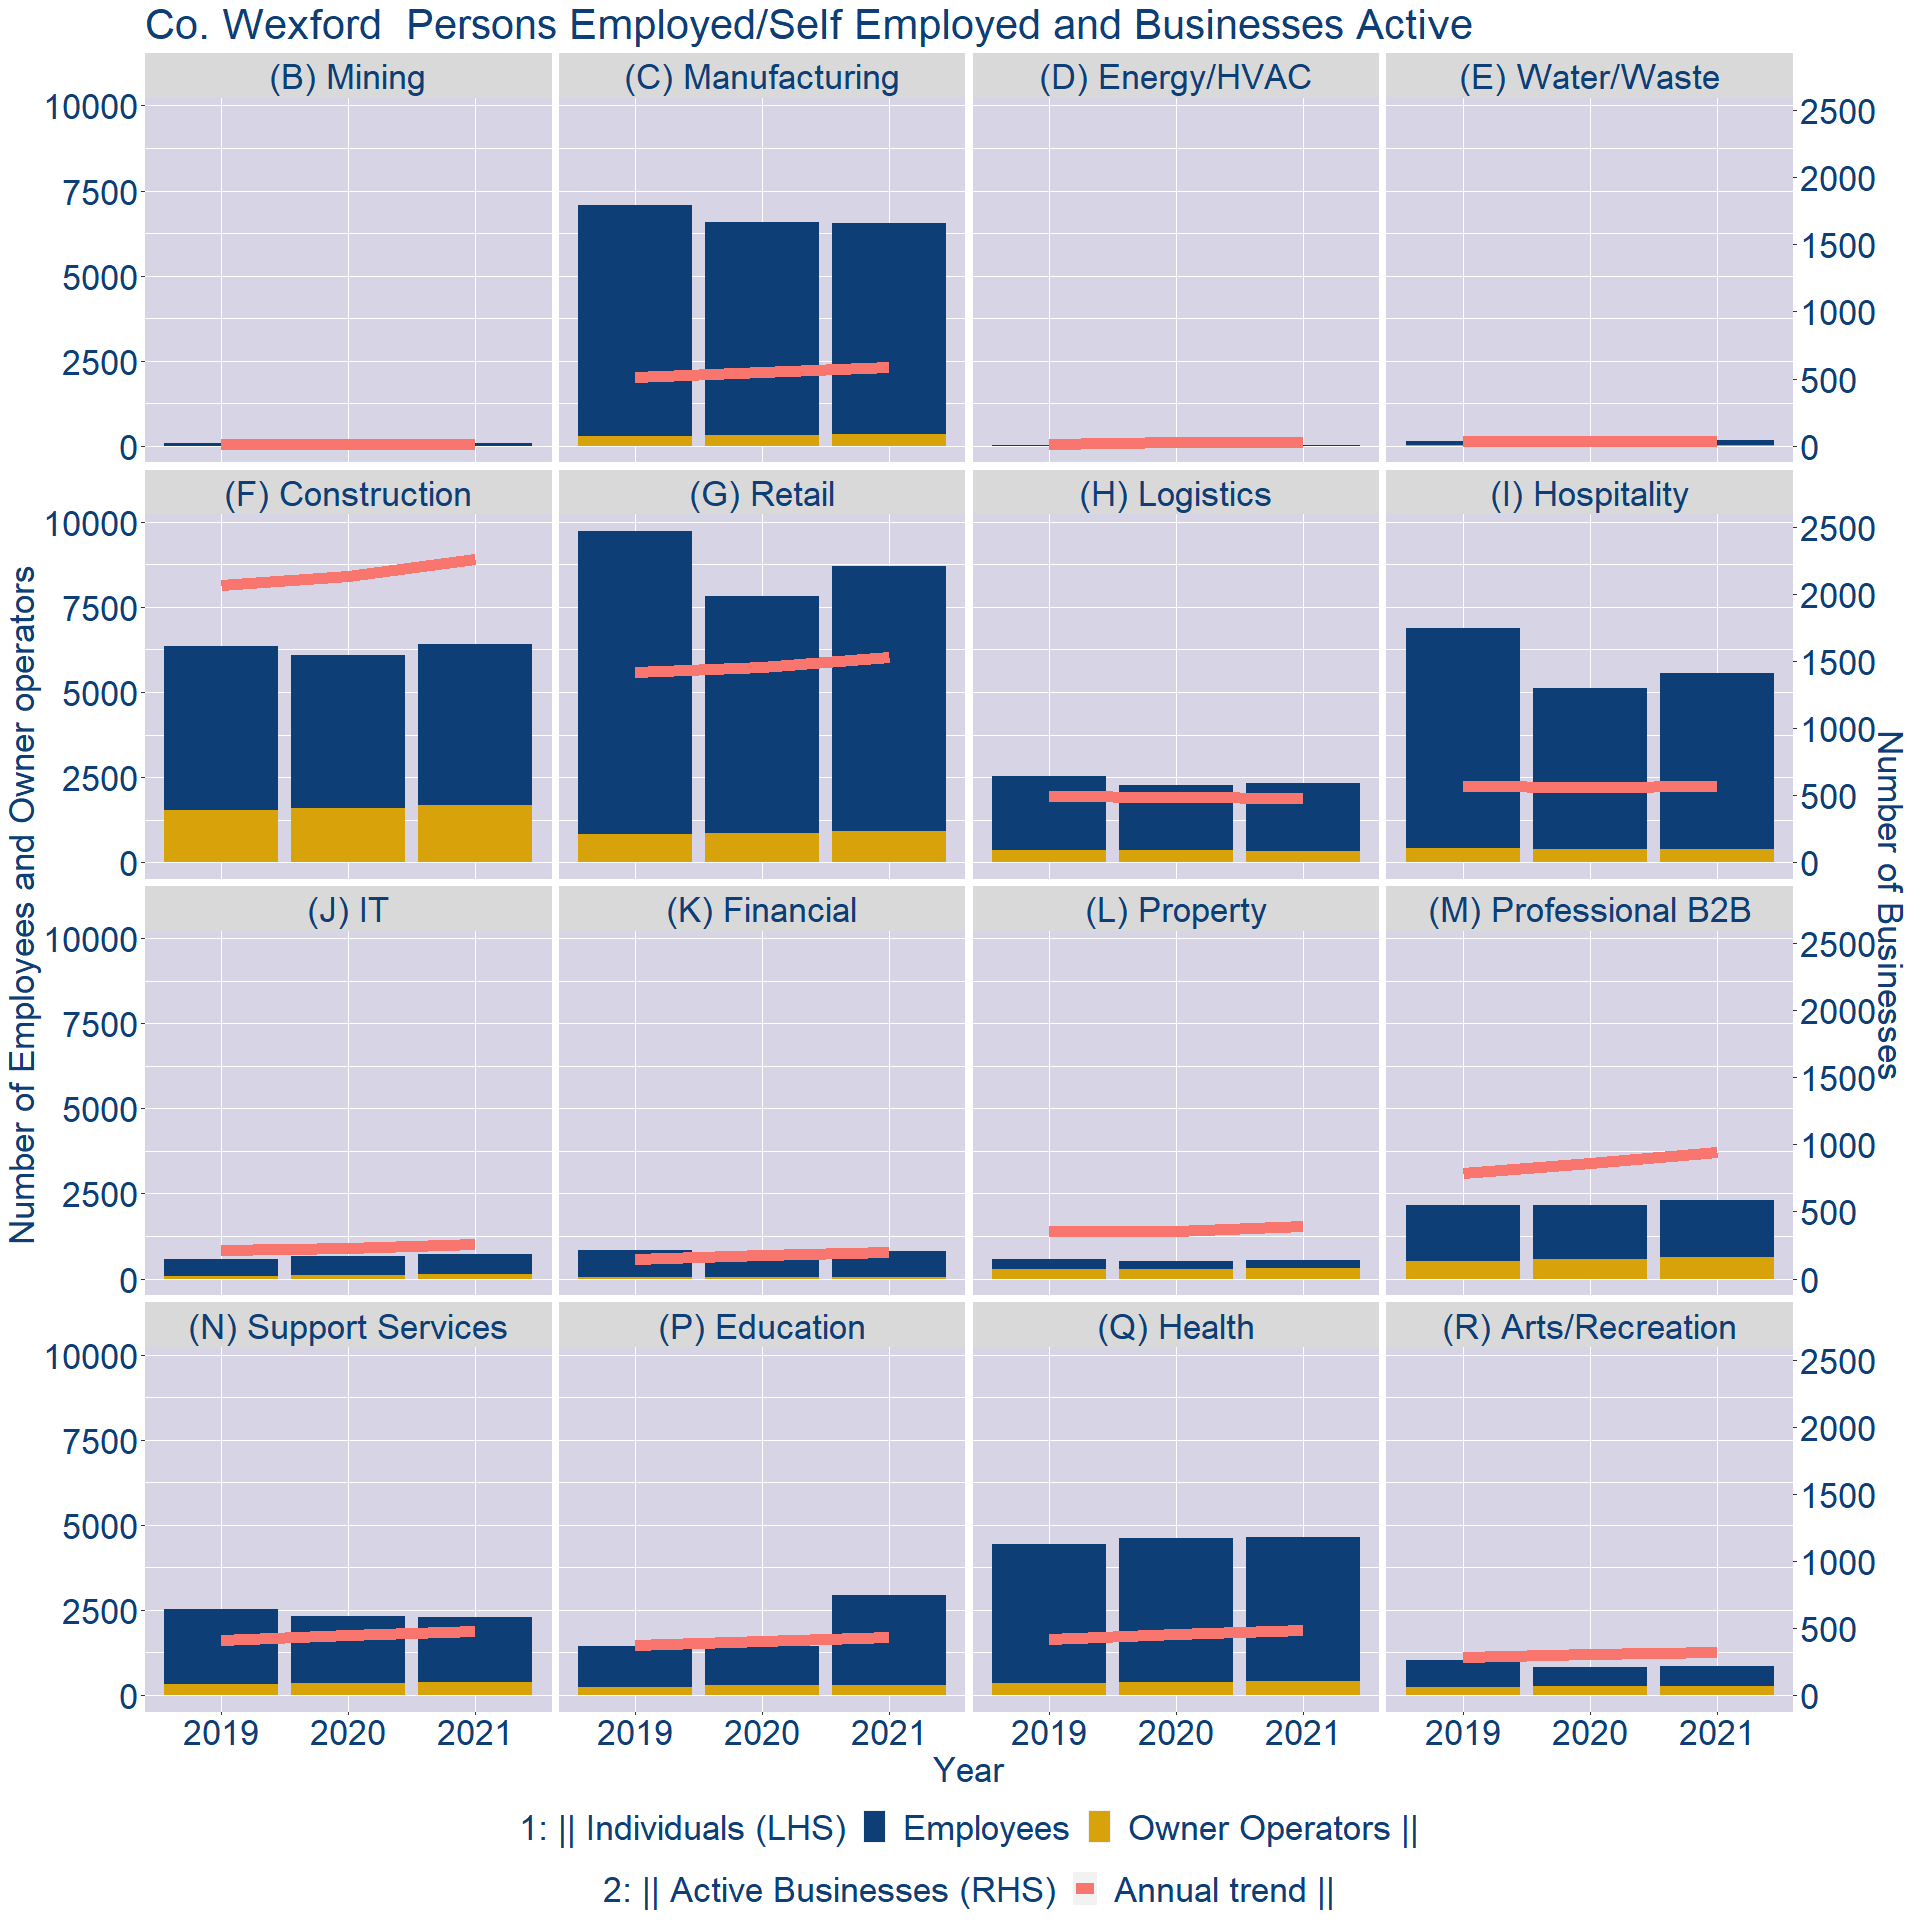 Co. Wexford  Persons Employed/Self Employed and Businesses Active
(B) Mining
(C) Manufacturing
(D) Energy/HVAC
(E) Water/Waste
10000
7500
5000
2500
0
2500
2000
1500
1000
500
0
(F) Construction
(G) Retail
(H) Logistics
(I) Hospitality
10000
7500
5000
2500
0
2500
2000
1500
1000
500
0
Number of Employees and Owner operators
Number of Businesses
(J) IT
(K) Financial
(L) Property
(M) Professional B2B
10000
7500
5000
2500
0
2500
2000
1500
1000
500
0
(N) Support Services
(P) Education
(Q) Health
(R) Arts/Recreation
10000
7500
5000
2500
0
2500
2000
1500
1000
500
0
2019 2020 2021 2019 2020 2021 2019 2020 2021 2019 2020 2021
Year
1: || Individuals (LHS) Employees Owner Operators ||
2: || Active Businesses (RHS) Annual trend ||